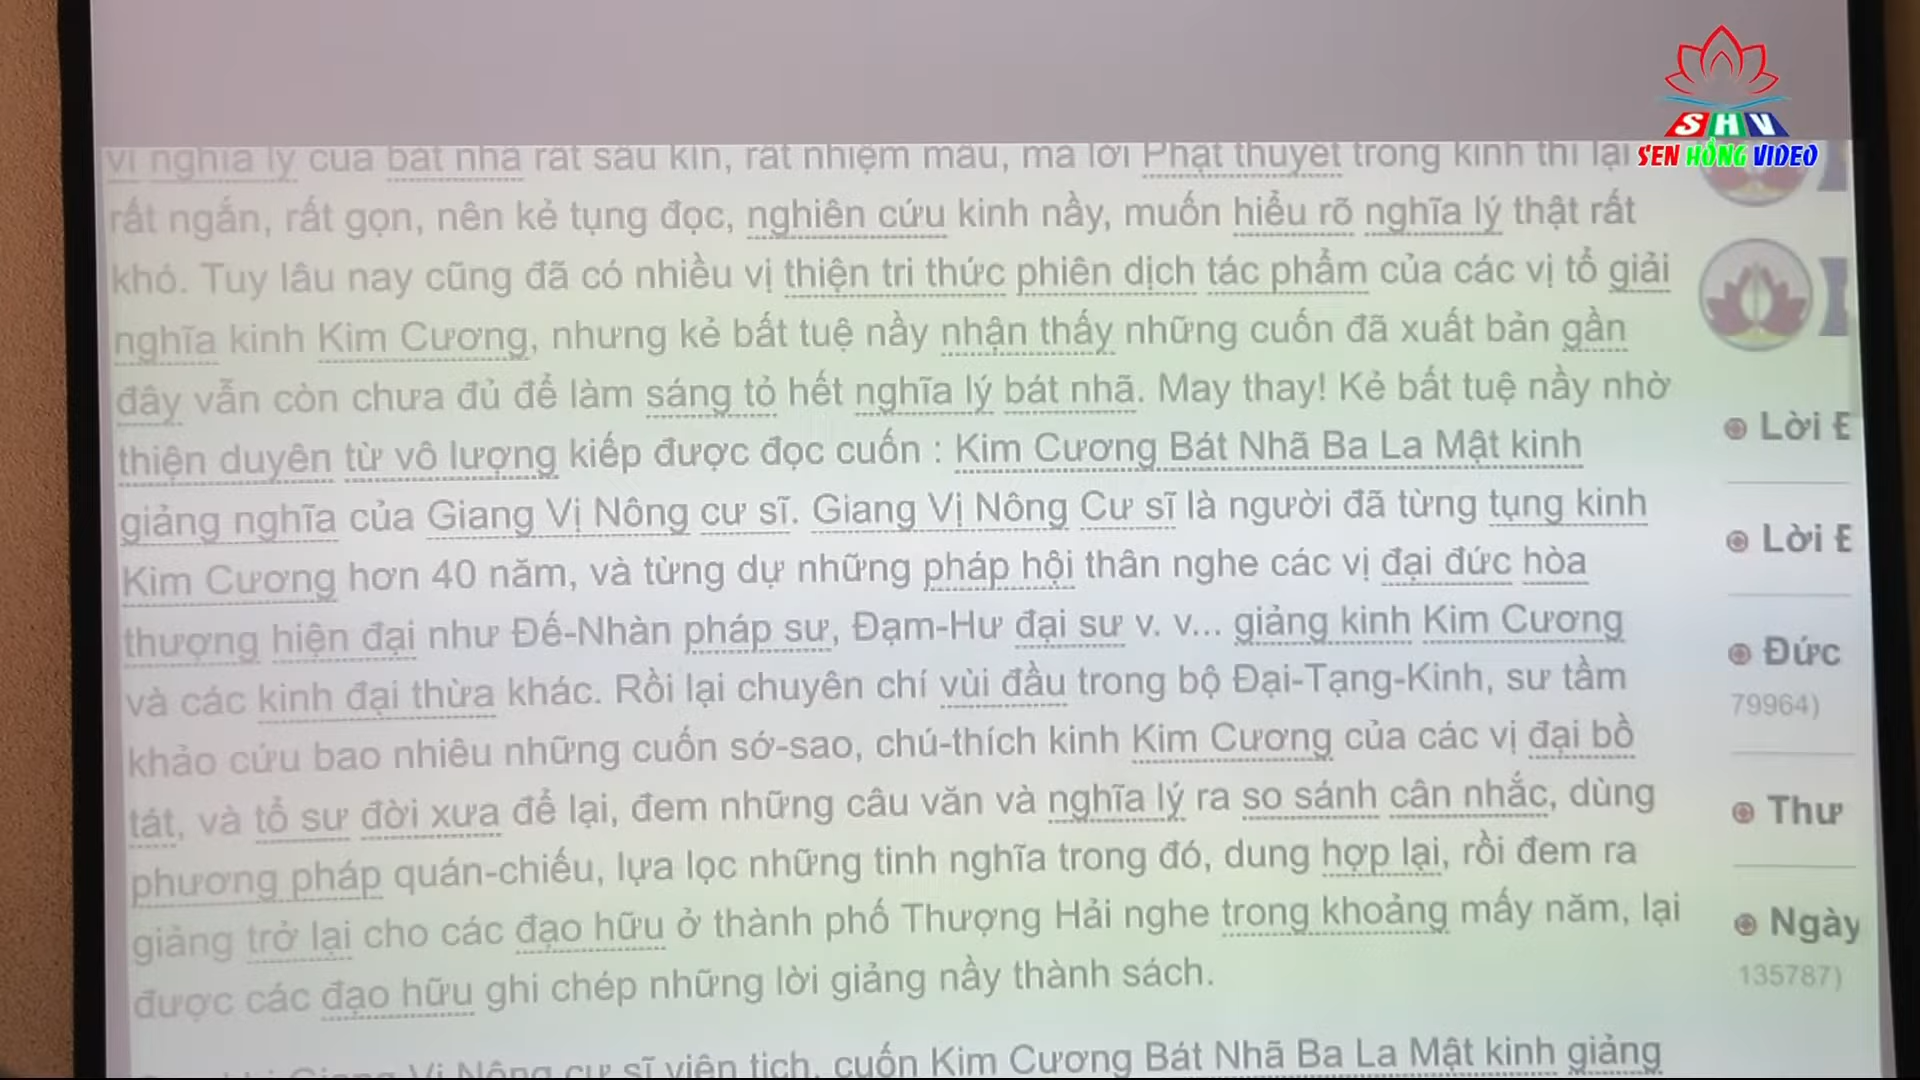 SHV
SEN HỒNG VIDEO
vì nghĩa lý của bát nhã rất sâu kín, rất nhiệm mầu, mà lời Phật thuyết trong kinh thì lại
rất ngắn, rất gọn, nên kẻ tụng đọc, nghiên cứu kinh nầy, muốn hiểu rõ nghĩa lý thật rất
khó. Tuy lâu nay cũng đã có nhiều vị thiện tri thức phiên dịch tác phẩm của các vị tổ giải
nghĩa kinh Kim Cương, nhưng kẻ bất tuệ nầy nhận thấy những cuốn đã xuất bản gần
đây vẫn còn chưa đủ để làm sáng tỏ hết nghĩa lý bát nhã. May thay! Kẻ bất tuệ nầy nhờ
thiện duyên từ vô lượng kiếp được đọc cuốn : Kim Cương Bát Nhã Ba La Mật kinh
giảng nghĩa của Giang Vị Nông cư sĩ. Giang Vị Nông Cư sĩ là người đã từng tụng kinh
Kim Cương hơn 40 năm, và từng dự những pháp hội thân nghe các vị đại đức hòa
thượng hiện đại như Đế-Nhàn pháp sư, Đạm-Hư đại sư v. v... giảng kinh Kim Cương
và các kinh đại thừa khác. Rồi lại chuyên chí vùi đầu trong bộ Đại-Tạng-Kinh, sư tầm
khảo cứu bao nhiêu những cuốn sớ-sao, chú-thích kinh Kim Cương của các vị đại bồ
tát, và tổ sư đời xưa để lại, đem những câu văn và nghĩa lý ra so sánh cân nhắc, dùng
phương pháp quán-chiếu, lựa lọc những tinh nghĩa trong đó, dung hợp lại, rồi đem ra
giảng trở lại cho các đạo hữu ở thành phố Thượng Hải nghe trong khoảng mấy năm, lại
được các đạo hữu ghi chép những lời giảng nầy thành sách.
Giang Vị Nông cư sĩ viên tịch, cuốn Kim Cương Bát Nhã Ba La Mật kinh giảng
Lời
Lời
Đức
79964)
Thư
Ngày
135787)